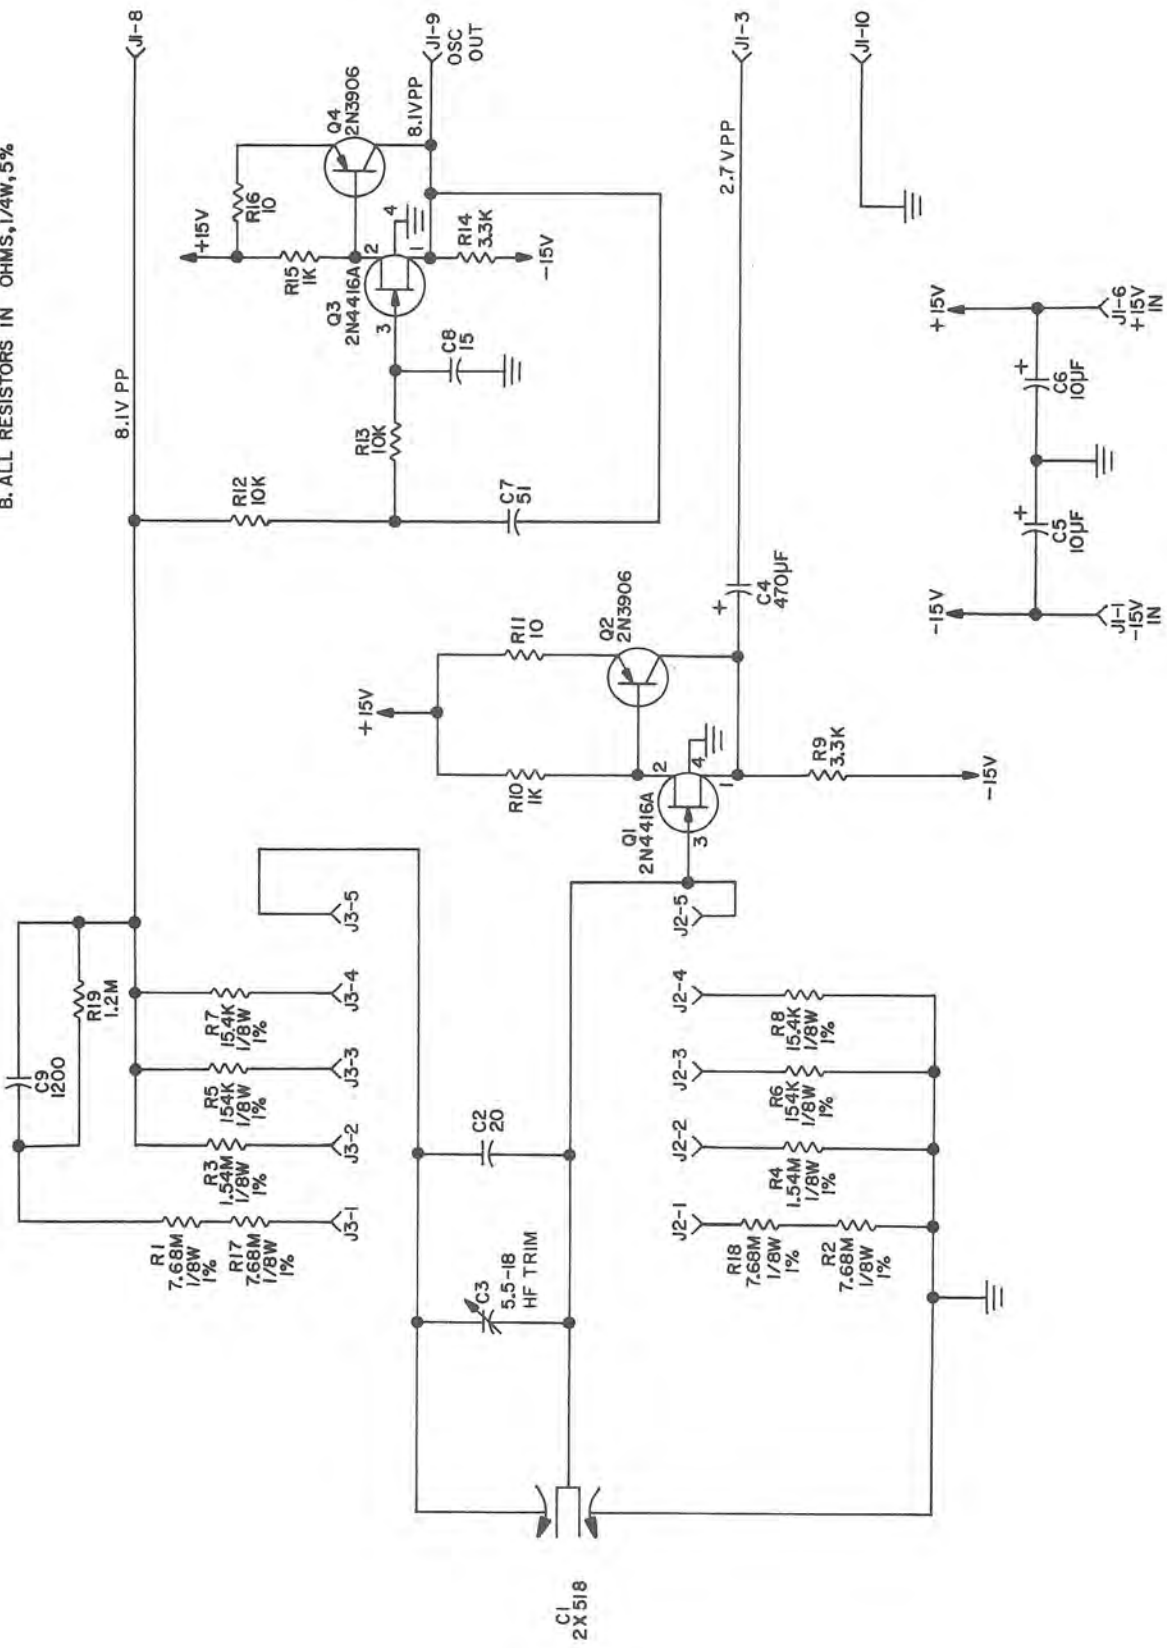 B. ALL RESISTORS IN OHMS, 1/4W, 5%
J1-8
8.1V PP
J1-9
OSC
OUT
8.1V PP
Q4
2N3906
R16
10
+15V
R15
1K
Q3
2N4416A
2
4
1
3
R14
3.3K
-15V
C8
15
R13
10K
R12
10K
C7
51
J1-3
2.7V PP
J1-10
C4
470µF
+
Q2
2N3906
R11
10
+15V
R10
1K
Q1
2N4416A
2
4
1
3
R9
3.3K
-15V
+15V
J1-6
+15V
IN
+
C6
10µF
+
C5
10µF
-15V
J1-1
-15V
IN
C9
1200
R19
1.2M
R7
15.4K
1/8W
1%
R5
154K
1/8W
1%
R3
1.54M
1/8W
1%
R1
7.68M
1/8W
1%
R17
7.68M
1/8W
1%
J3-5
J3-4
J3-3
J3-2
J3-1
C2
20
C3
5.5-18
HF TRIM
J2-5
J2-4
J2-3
J2-2
J2-1
R8
15.4K
1/8W
1%
R6
154K
1/8W
1%
R4
1.54M
1/8W
1%
R18
7.68M
1/8W
1%
R2
7.68M
1/8W
1%
C1
2X518